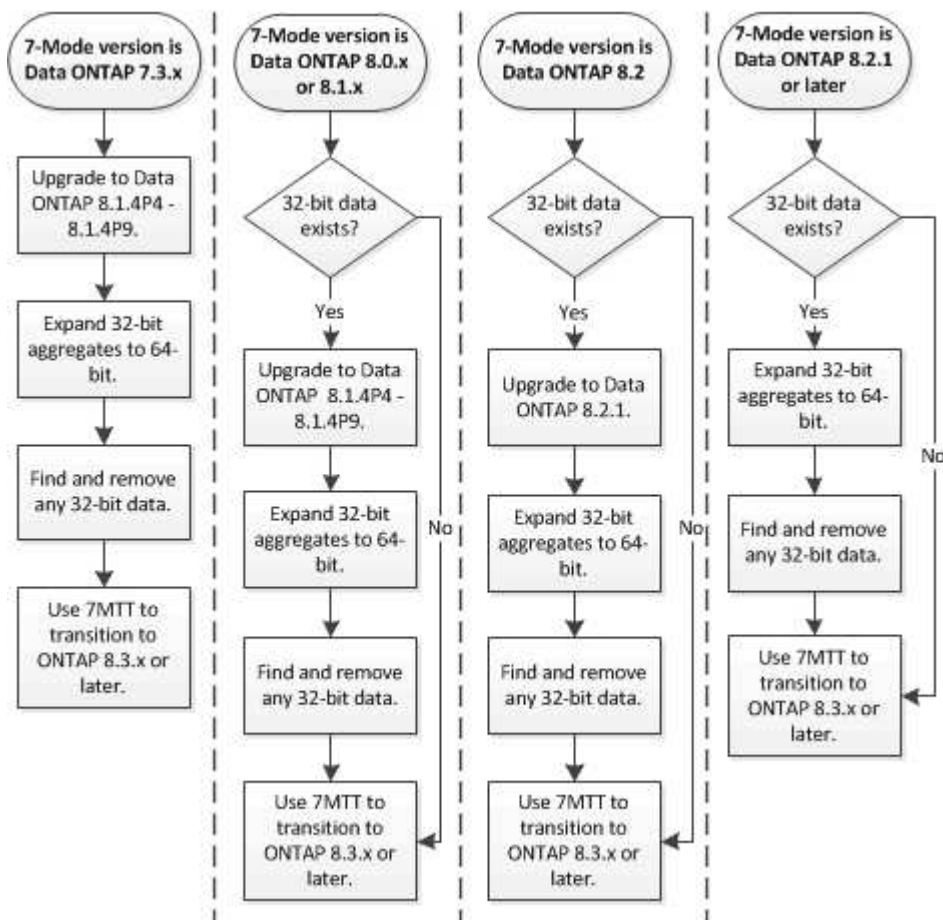 7-Mode version is
Data ONTAP 7.3.x
Upgrade to Data
ONTAP 8.1.4P4 -
8.1.4P9.
Expand 32-bit
aggregates to 64-
bit.
Find and remove
any 32-bit data.
Use 7MTT to
transition to
ONTAP 8.3.x or
later.
7-Mode version is
Data ONTAP 8.0.x
or 8.1.x
32-bit data
exists?
Yes
Upgrade to Data
ONTAP 8.1.4P4 -
8.1.4P9.
Expand 32-bit
aggregates to 64-
bit.
No
Find and remove
any 32-bit data.
Use 7MTT to
transition to
ONTAP 8.3.x or
later.
7-Mode version is
Data ONTAP 8.2
32-bit data
exists?
Yes
Upgrade to Data
ONTAP 8.2.1.
Expand 32-bit
aggregates to 64-
bit.
No
Find and remove
any 32-bit data.
Use 7MTT to
transition to
ONTAP 8.3.x or
later.
7-Mode version is
Data ONTAP 8.2.1
or later
32-bit data
exists?
Yes
Expand 32-bit
aggregates to 64-
bit.
No
Find and remove
any 32-bit data.
Use 7MTT to
transition to
ONTAP 8.3.x or
later.